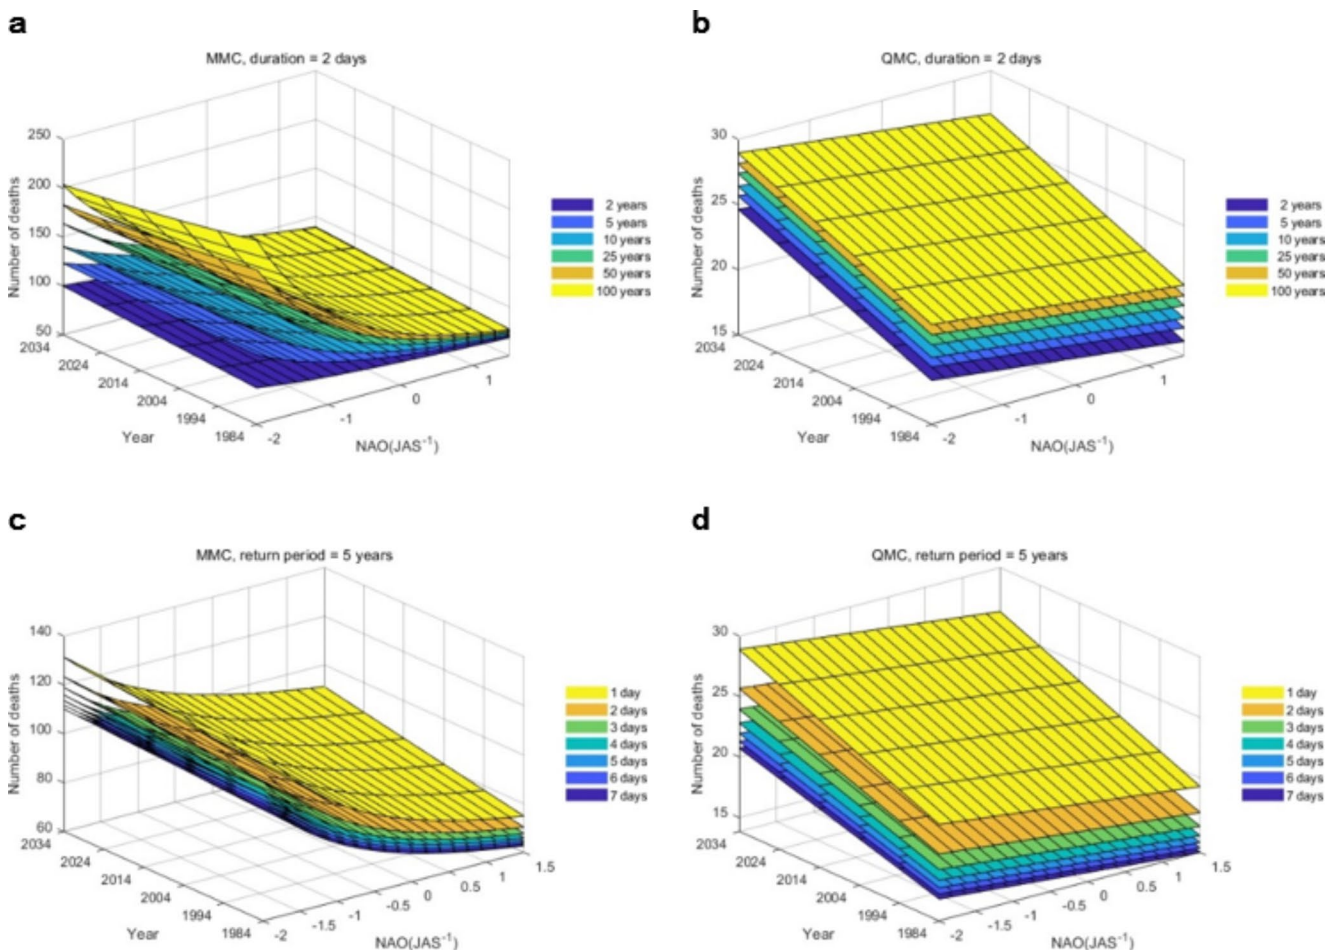 a
MMC, duration = 2 days
250
200
150
100
50
Number of deaths
2034
2024
2014
2004
1994
1984
Year
-2
-1
0
1
NAO(JAS⁻¹)
2 years
5 years
10 years
25 years
50 years
100 years
b
QMC, duration = 2 days
30
25
20
15
Number of deaths
2034
2024
2014
2004
1994
1984
Year
-2
-1
0
1
NAO(JAS⁻¹)
2 years
5 years
10 years
25 years
50 years
100 years
c
MMC, return period = 5 years
140
120
100
80
60
Number of deaths
2034
2024
2014
2004
1994
1984
Year
-2
-1.5
-1
-0.5
0
0.5
1
1.5
NAO(JAS⁻¹)
1 day
2 days
3 days
4 days
5 days
6 days
7 days
d
QMC, return period = 5 years
30
25
20
15
Number of deaths
2034
2024
2014
2004
1994
1984
Year
-2
-1.5
-1
-0.5
0
0.5
1
1.5
NAO(JAS⁻¹)
1 day
2 days
3 days
4 days
5 days
6 days
7 days